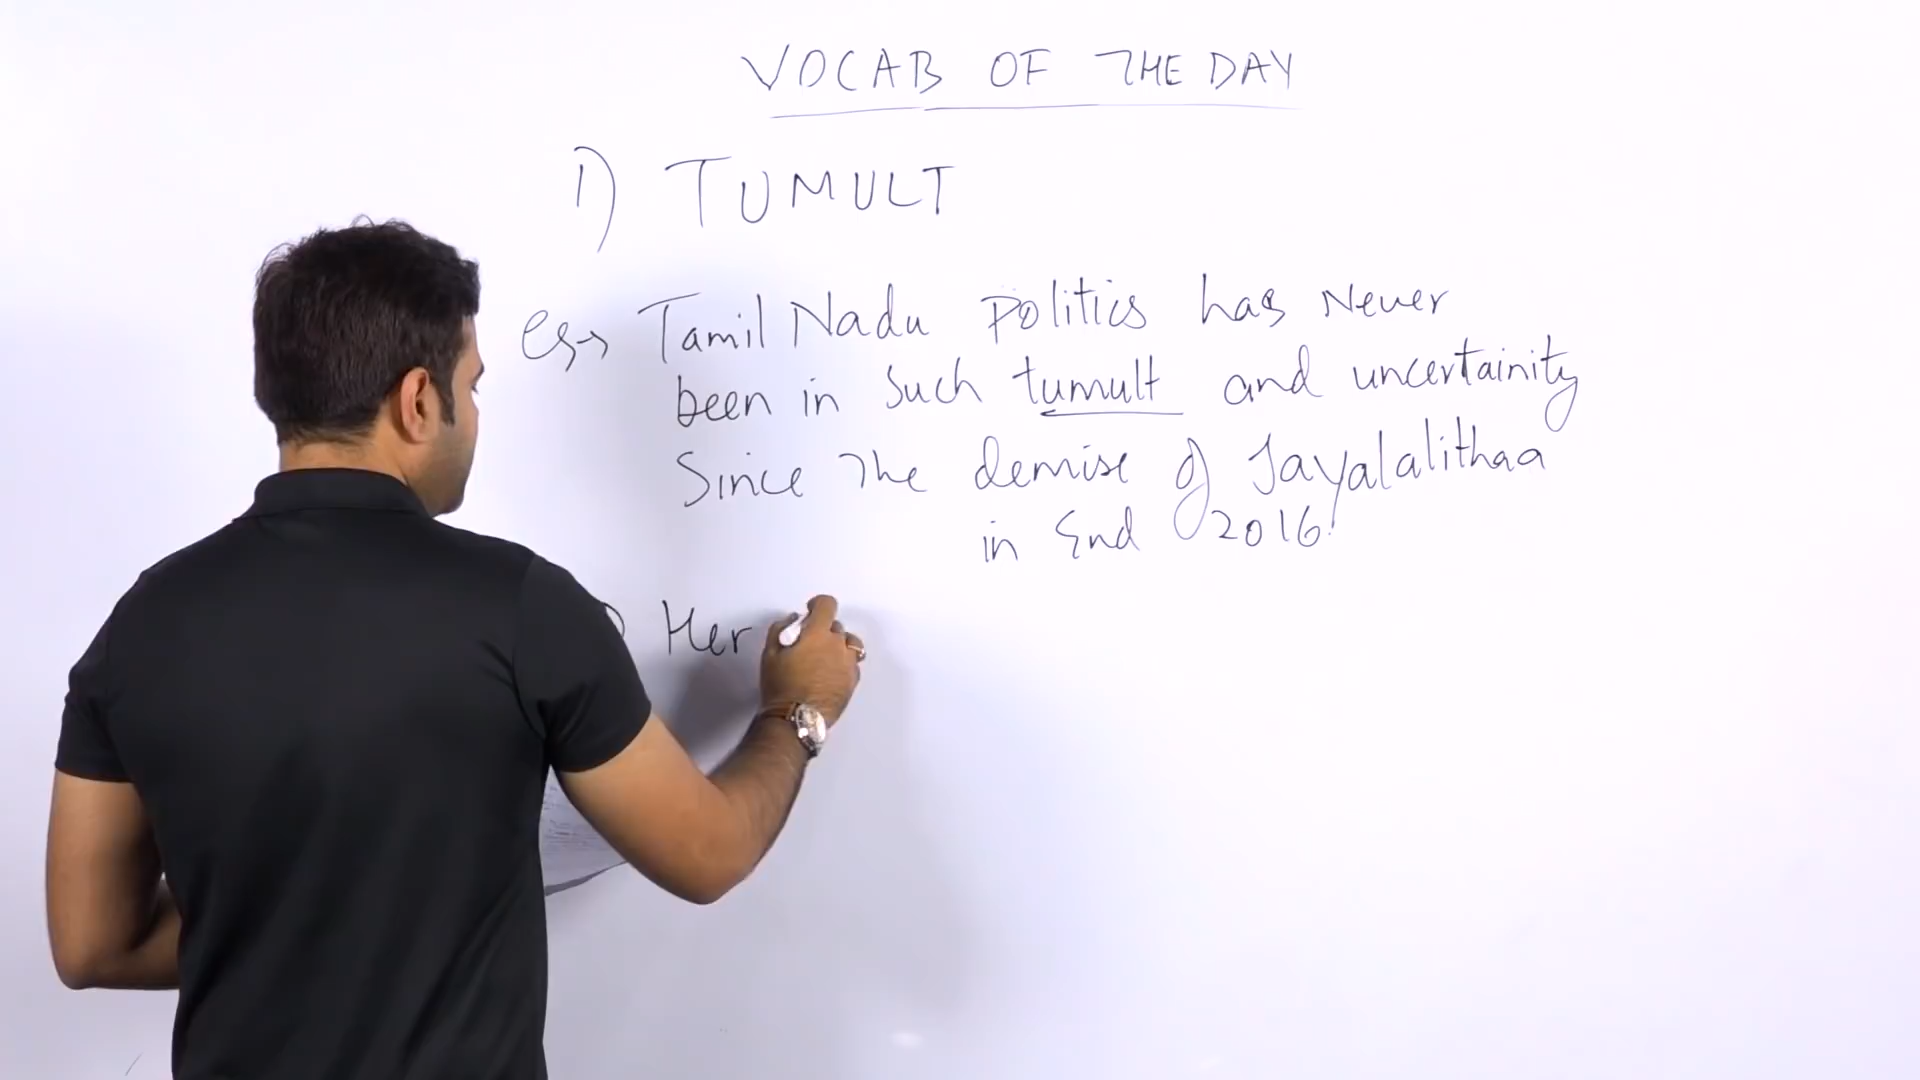 VOCAB OF THE DAY
1) TUMULT
eg→ Tamil Nadu Politics has Never
been in Such tumult and uncertainity
Since The demise of Jayalalithaa
in End 2016.
) Her